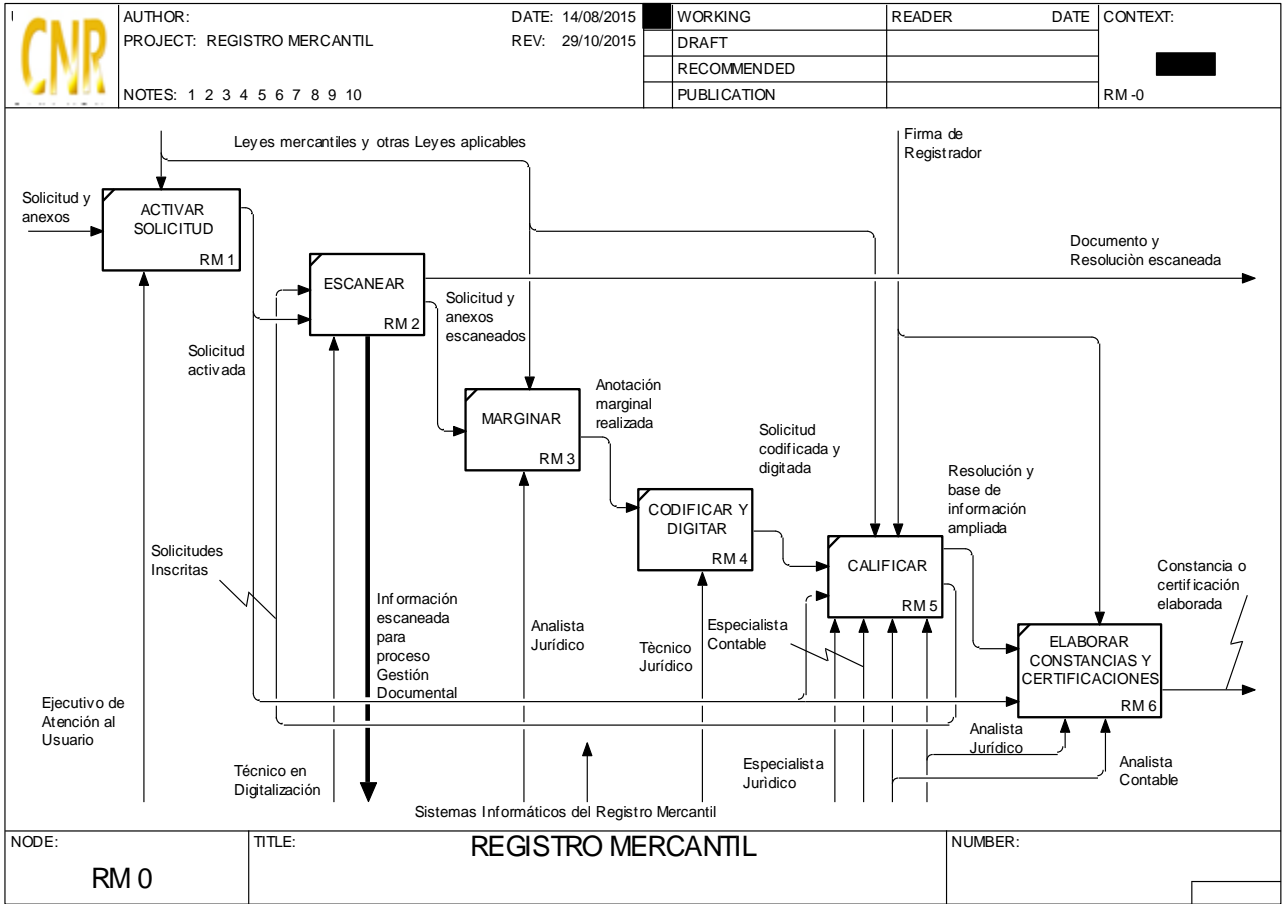 CNR
AUTHOR:
PROJECT: REGISTRO MERCANTIL
NOTES: 1 2 3 4 5 6 7 8 9 10
DATE: 14/08/2015
REV: 29/10/2015
WORKING
DRAFT
RECOMMENDED
PUBLICATION
READER DATE
CONTEXT:
RM -0
Leyes mercantiles y otras Leyes aplicables
Firma de
Registrador
Solicitud y
anexos
ACTIVAR
SOLICITUD
RM 1
Documento y
Resoluciòn escaneada
ESCANEAR
RM 2
Solicitud y
anexos
escaneados
Solicitud
activada
MARGINAR
RM 3
Anotación
marginal
realizada
Solicitud
codificada y
digitada
CODIFICAR Y
DIGITAR
RM 4
Resolución y
base de
información
ampliada
CALIFICAR
RM 5
Solicitudes
Inscritas
Constancia o
certificación
elaborada
Información
escaneada
para
proceso
Gestión
Documental
Analista
Jurídico
Tècnico
Jurídico
Especialista
Contable
ELABORAR
CONSTANCIAS Y
CERTIFICACIONES
RM 6
Ejecutivo de
Atención al
Usuario
Técnico en
Digitalización
Especialista
Jurìdico
Analista
Jurídico
Analista
Contable
Sistemas Informáticos del Registro Mercantil
NODE:
RM 0
TITLE:
REGISTRO MERCANTIL
NUMBER: